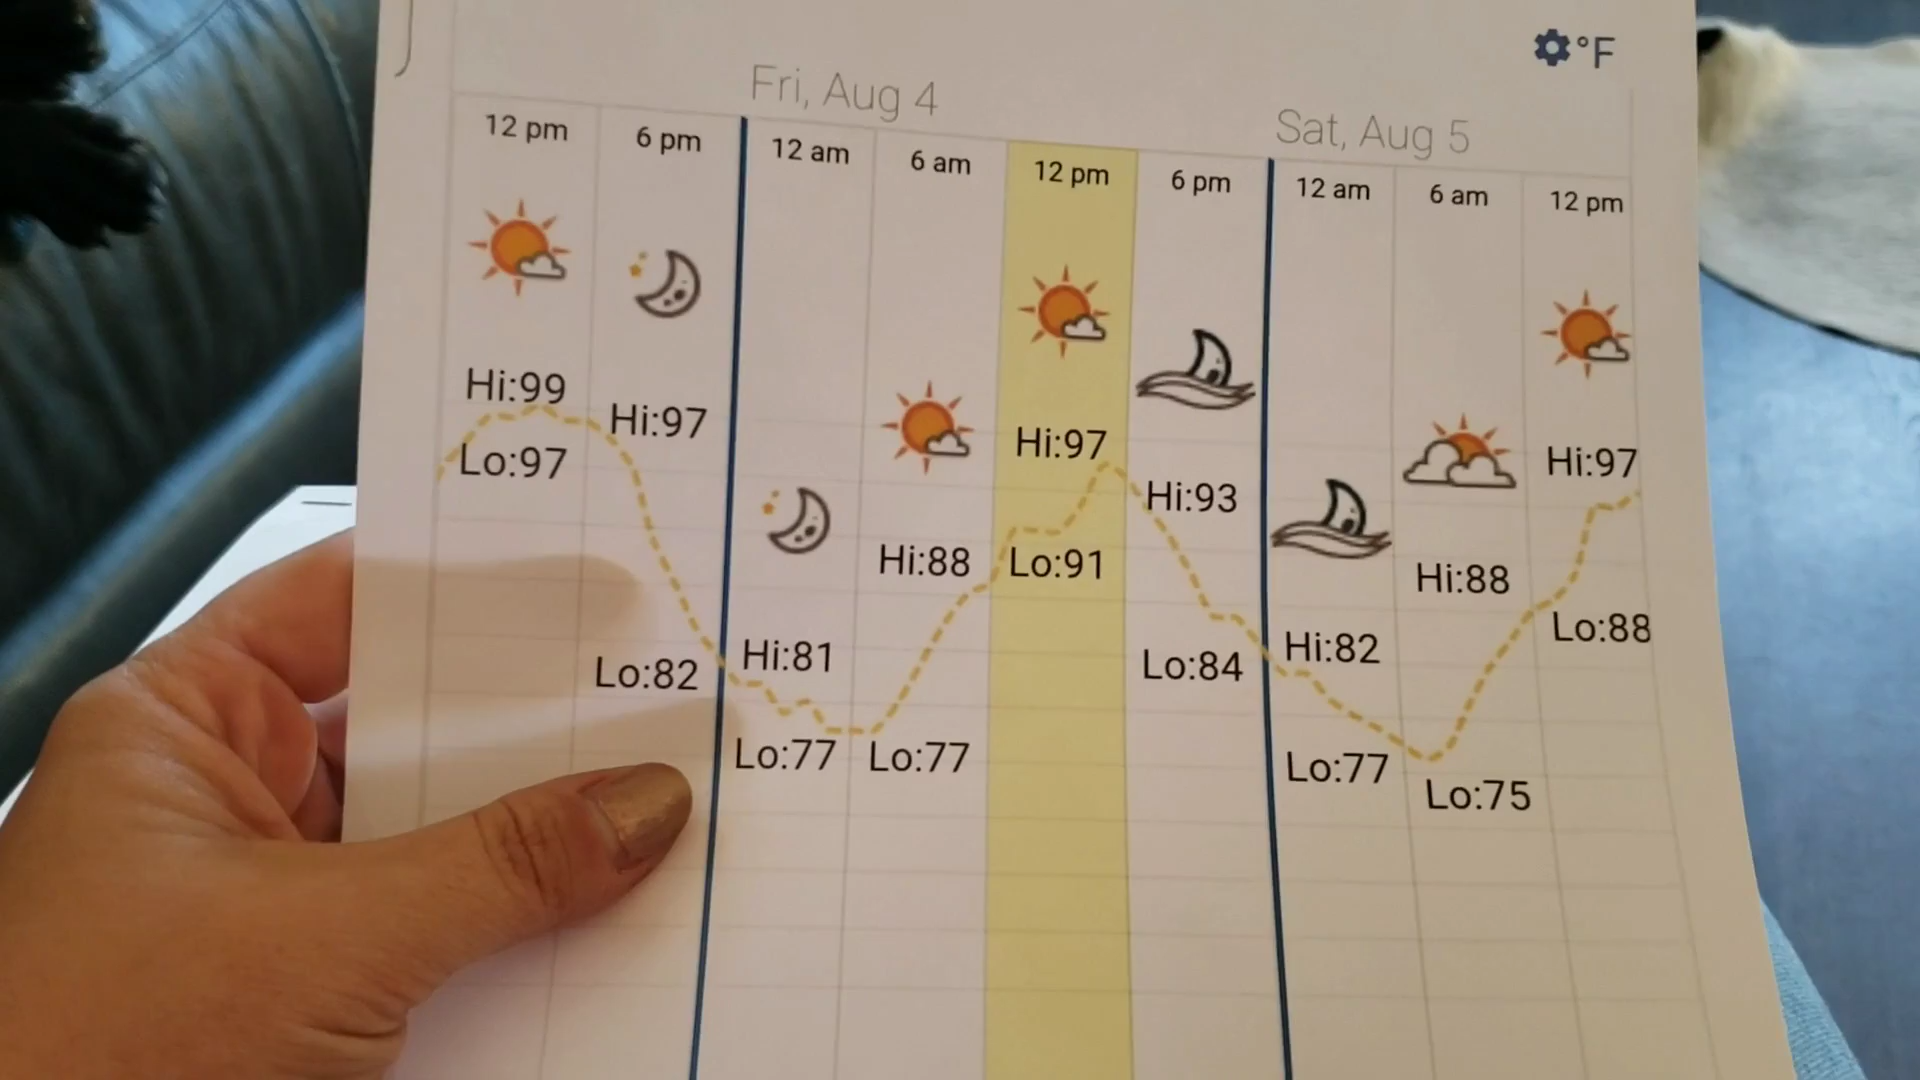 °F
Fri, Aug 4
Sat, Aug 5
12 pm 6 pm 12 am 6 am 12 pm 6 pm 12 am 6 am 12 pm
Hi:99 Hi:97 Hi:81 Hi:88 Hi:97 Hi:93 Hi:82 Hi:88 Hi:97
Lo:97 Lo:82 Lo:77 Lo:77 Lo:91 Lo:84 Lo:77 Lo:75 Lo:88